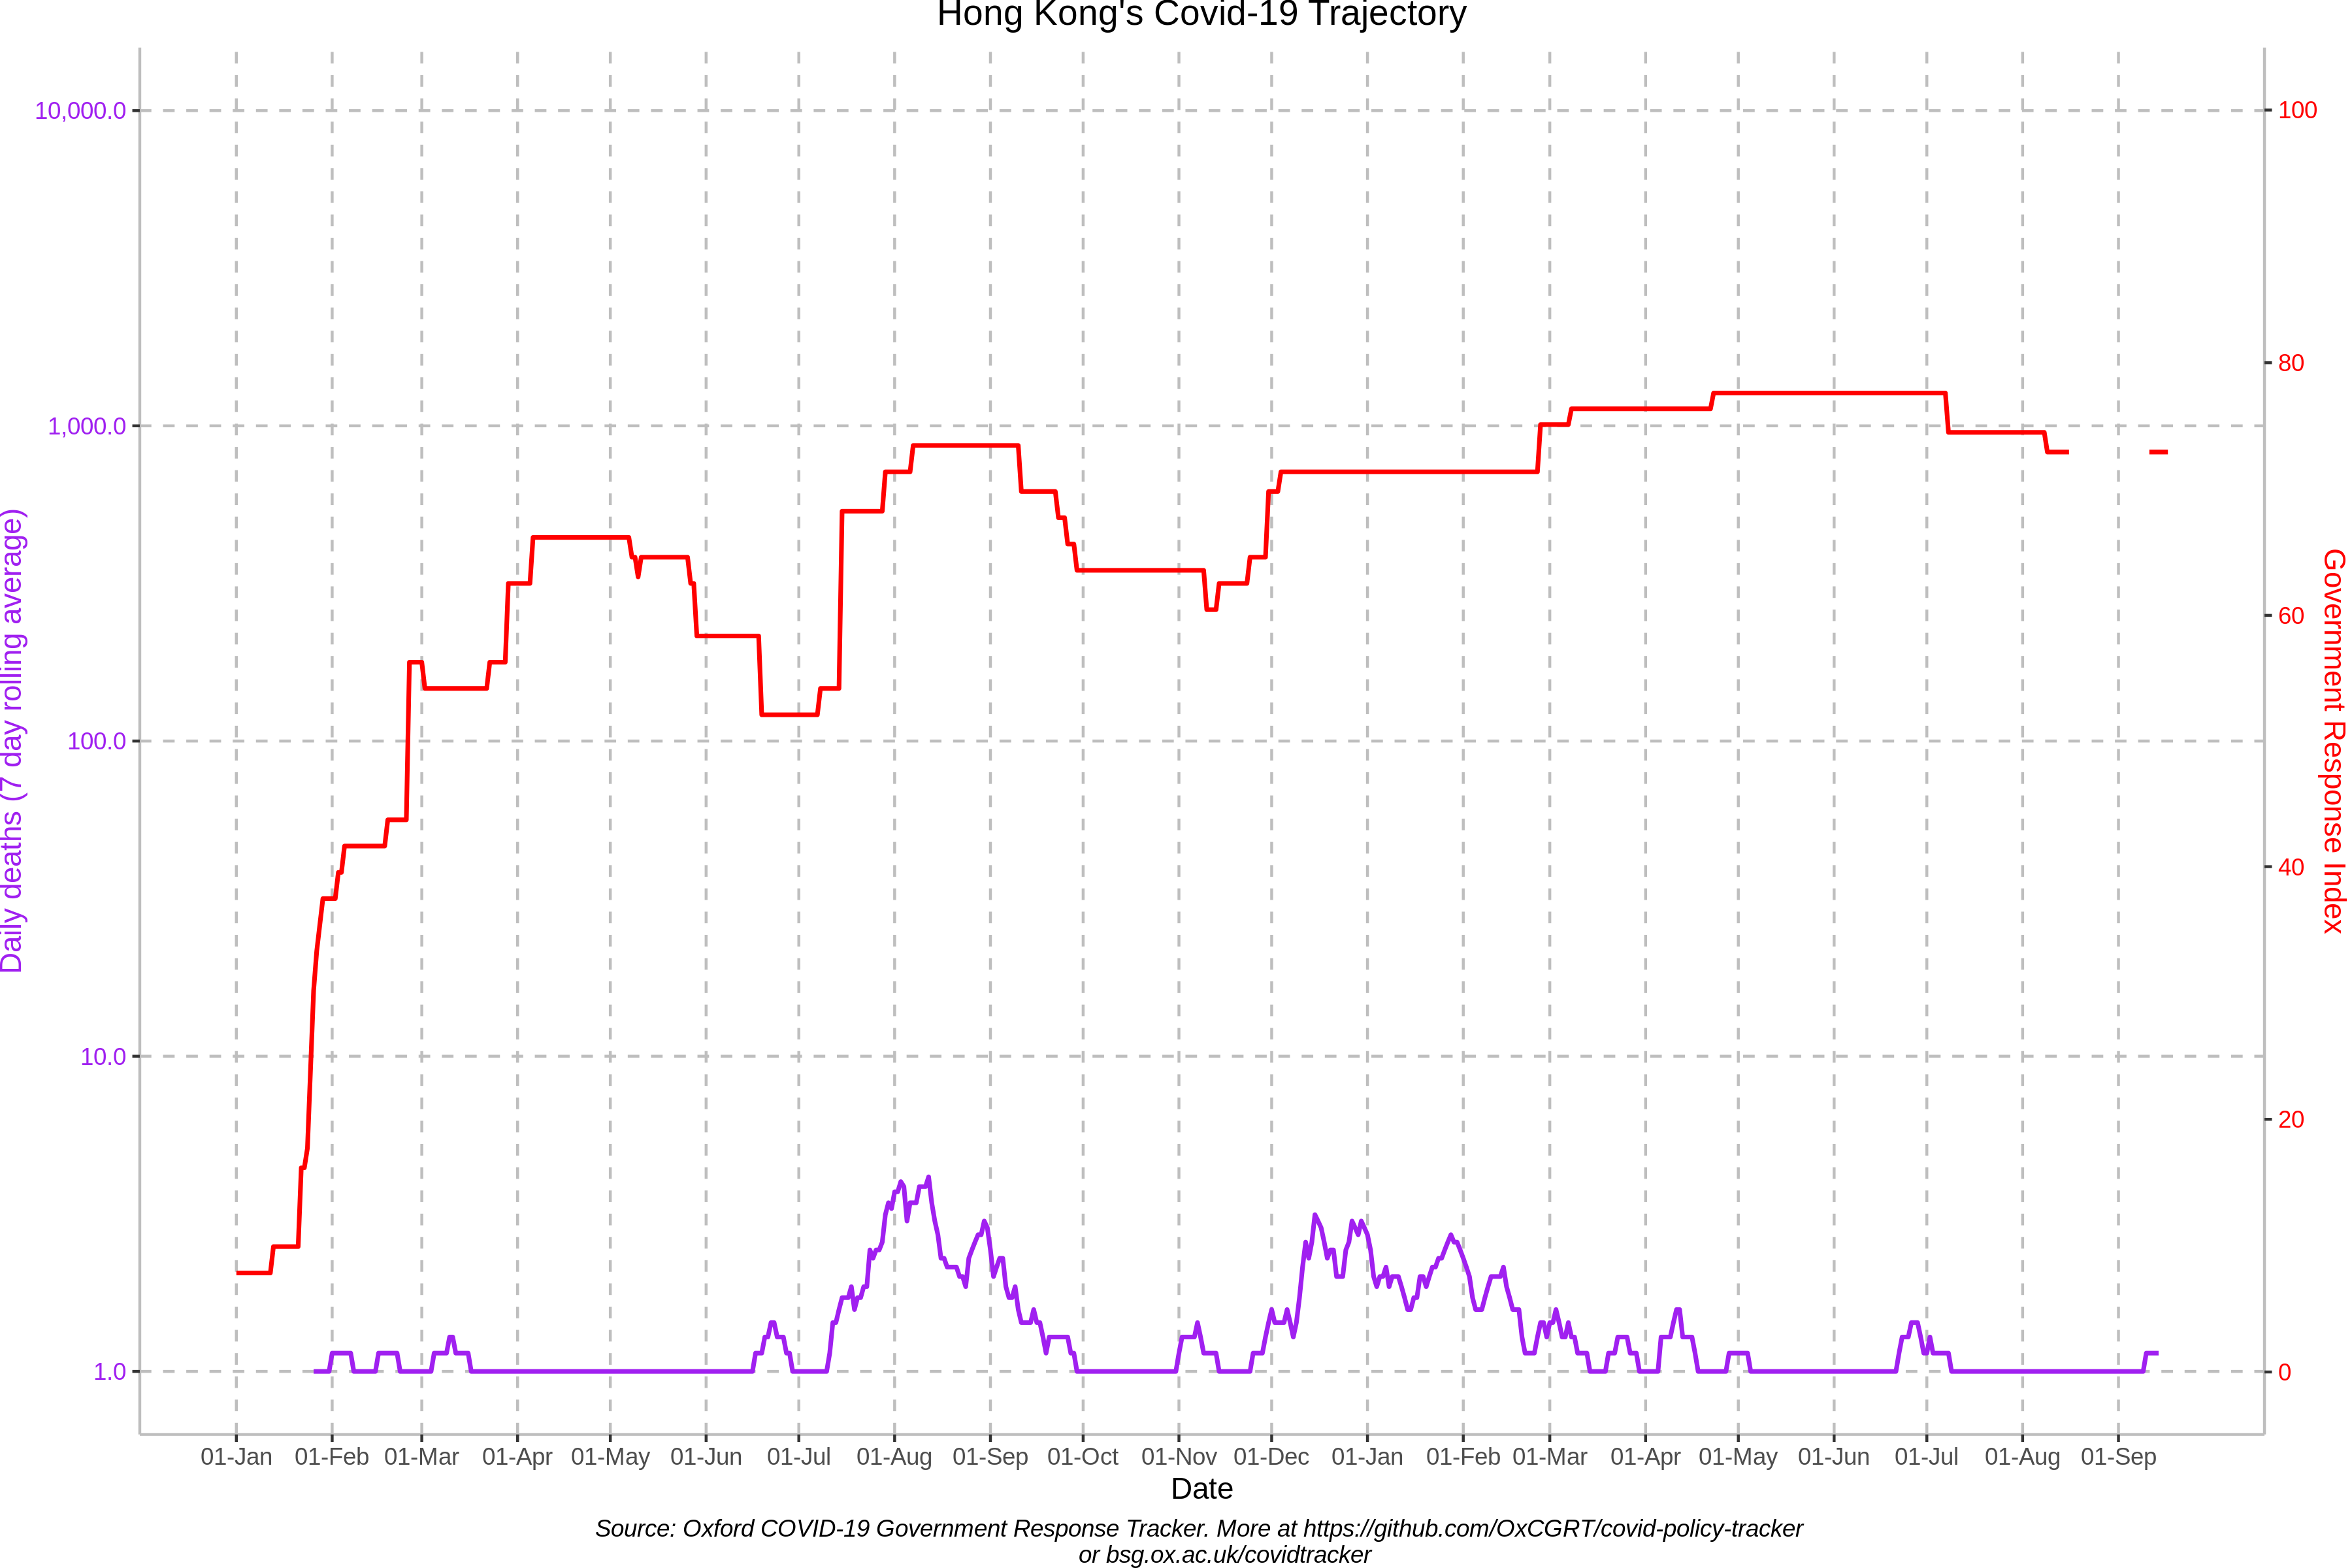 Hong Kong's Covid-19 Trajectory
10,000.0
1,000.0
100.0
10.0
1.0
Daily deaths (7 day rolling average)
100
80
60
40
20
0
Government Response Index
01-Jan 01-Feb 01-Mar 01-Apr 01-May 01-Jun 01-Jul 01-Aug 01-Sep 01-Oct 01-Nov 01-Dec 01-Jan 01-Feb 01-Mar 01-Apr 01-May 01-Jun 01-Jul 01-Aug 01-Sep
Date
Source: Oxford COVID-19 Government Response Tracker. More at https://github.com/OxCGRT/covid-policy-tracker
or bsg.ox.ac.uk/covidtracker